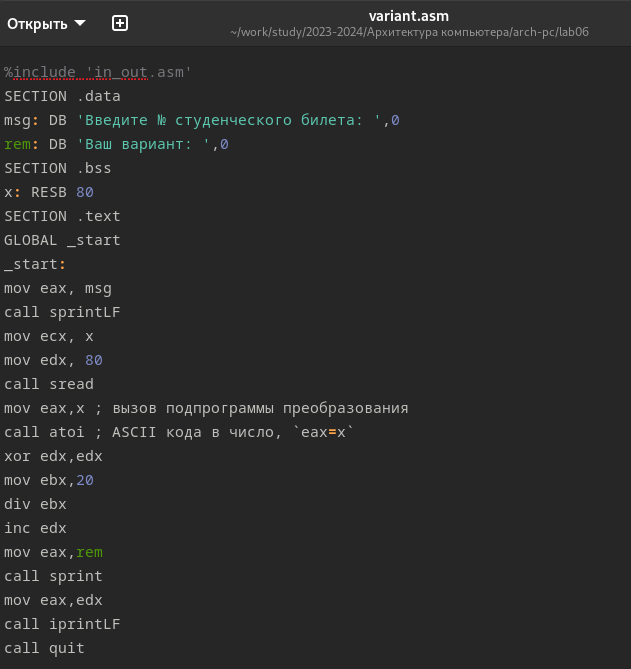 Открыть
variant.asm
~/work/study/2023-2024/Архитектура компьютера/arch-pc/lab06
%include 'in_out.asm'
SECTION .data
msg: DB 'Введите № студенческого билета: ',0
rem: DB 'Ваш вариант: ',0
SECTION .bss
x: RESB 80
SECTION .text
GLOBAL _start
_start:
mov eax, msg
call sprintLF
mov ecx, x
mov edx, 80
call sread
mov eax,x ; вызов подпрограммы преобразования
call atoi ; ASCII кода в число, `eax=x`
xor edx,edx
mov ebx,20
div ebx
inc edx
mov eax,rem
call sprint
mov eax,edx
call iprintLF
call quit